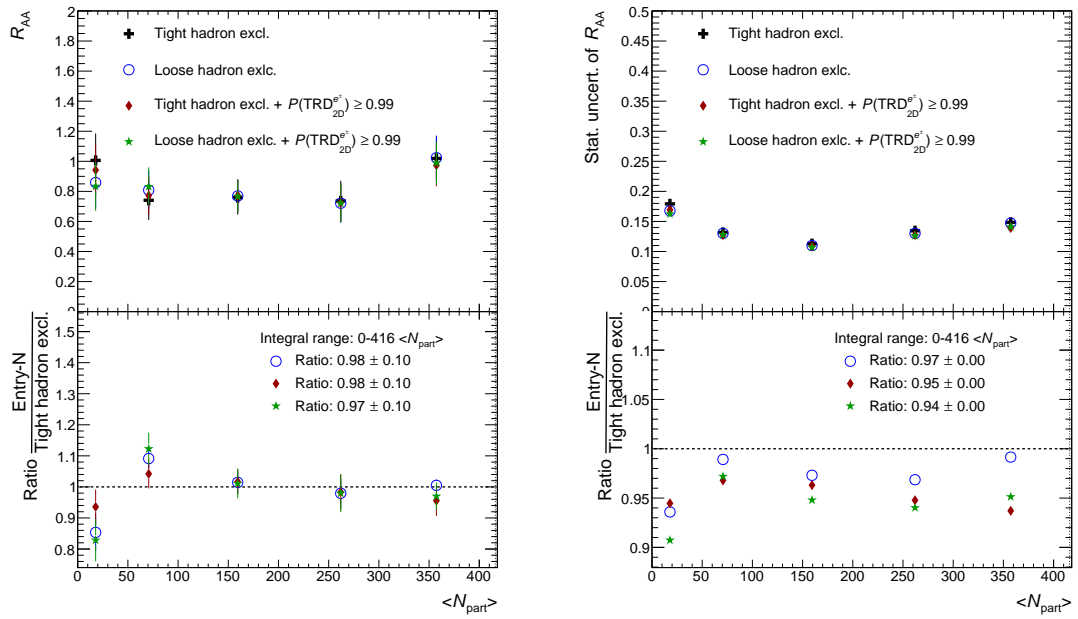 R_AA
2
1.8
1.6
1.4
1.2
1
0.8
0.6
0.4
0.2
0
Tight hadron excl.
Loose hadron exlc.
Tight hadron excl. + P(TRD_2D^e±) ≥ 0.99
Loose hadron exlc. + P(TRD_2D^e±) ≥ 0.99
Ratio Entry-N / Tight hadron excl.
1.5
1.4
1.3
1.2
1.1
1
0.9
0.8
Integral range: 0-416 <N_part>
Ratio: 0.98 ± 0.10
Ratio: 0.98 ± 0.10
Ratio: 0.97 ± 0.10
0 50 100 150 200 250 300 350 400
<N_part>
Stat. uncert. of R_AA
0.5
0.45
0.4
0.35
0.3
0.25
0.2
0.15
0.1
0.05
Tight hadron excl.
Loose hadron exlc.
Tight hadron excl. + P(TRD_2D^e±) ≥ 0.99
Loose hadron exlc. + P(TRD_2D^e±) ≥ 0.99
Ratio Entry-N / Tight hadron excl.
1.1
1.05
1
0.95
0.9
Integral range: 0-416 <N_part>
Ratio: 0.97 ± 0.00
Ratio: 0.95 ± 0.00
Ratio: 0.94 ± 0.00
0 50 100 150 200 250 300 350 400
<N_part>